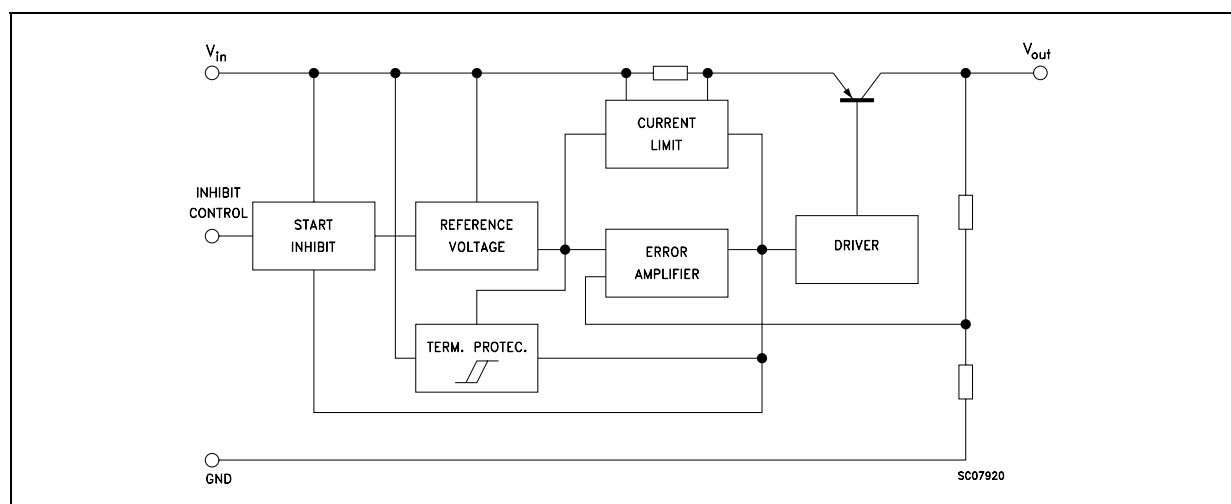 Vin
Vout
CURRENT
LIMIT
INHIBIT
CONTROL
START
INHIBIT
REFERENCE
VOLTAGE
ERROR
AMPLIFIER
DRIVER
TERM. PROTEC.
GND
SC07920